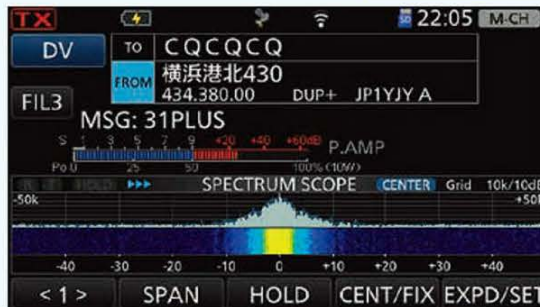 TX 22:05 M-CH
DV TO CQCQCQ
FROM 横浜港北430
434.380.00 DUP+ JP1YJY A
FIL3
MSG: 31PLUS
S 1 3 5 7 9 +20 +40 +60dB P.AMP
Po 0 25 50 100% (10W)
HOLD SPECTRUM SCOPE CENTER Grid 10k/10dB
-50k +50k
-40 -30 -20 -10 0 +10 +20 +30 +40
< 1 > SPAN HOLD CENT/FIX EXPD/SET